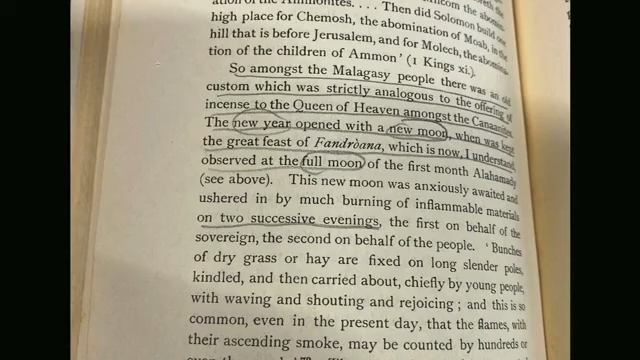 ation of the Ammonites. . . . Then did Solomon build
high place for Chemosh, the abomination of Moab, in the
hill that is before Jerusalem, and for Molech, the
tion of the children of Ammon' (1 Kings xi.).
So amongst the Malagasy people there was an old
custom which was strictly analogous to the offering of
incense to the Queen of Heaven amongst the Canaanites.
The new year opened with a new moon, when was kept
the great feast of Fandròana, which is now, I understand,
observed at the full moon of the first month Alahamady
(see above). This new moon was anxiously awaited and
ushered in by much burning of inflammable materials
on two successive evenings, the first on behalf of the
sovereign, the second on behalf of the people. 'Bunches
of dry grass or hay are fixed on long slender poles,
kindled, and then carried about, chiefly by young people,
with waving and shouting and rejoicing ; and this is so
common, even in the present day, that the flames, with
their ascending smoke, may be counted by hundreds or